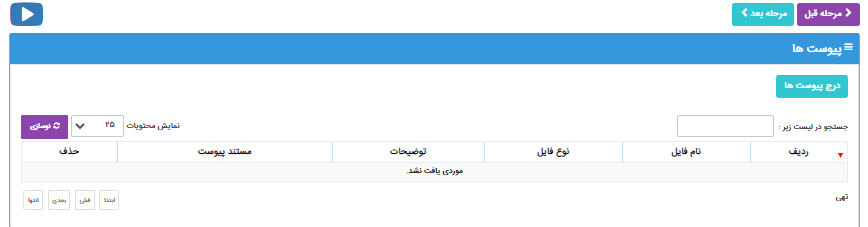 مرحله قبل مرحله بعد
پیوست ها
درج پیوست ها
جستجو در لیست زیر : نمایش محتویات ۲۵ نوسازی
ردیف نام فایل نوع فایل توضیحات مستند پیوست حذف
موردی یافت نشد.
تهی
ابتدا قبلی بعدی انتها